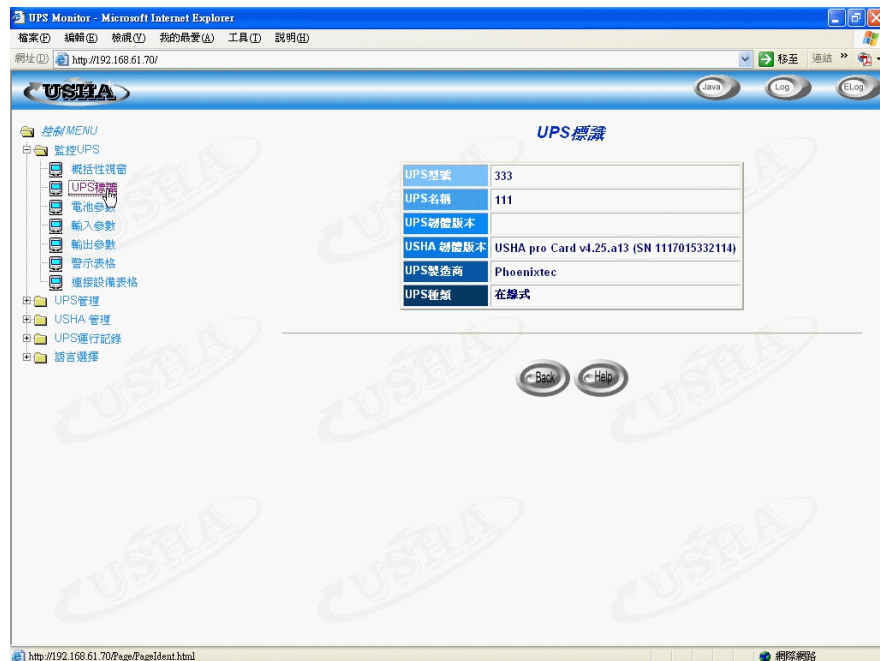 UPS Monitor - Microsoft Internet Explorer
檔案(F) 編輯(E) 檢視(V) 我的最愛(A) 工具(T) 說明(H)
網址(D) http://192.168.61.70/ 移至 連結 »
USHA Java Log ELog
控制MENU
監控UPS
概括性視窗
UPS標識
電池參數
輸入參數
輸出參數
警示表格
連接設備表格
UPS管理
USHA 管理
UPS運行記錄
語言選擇
UPS標識
UPS型號 333
UPS名稱 111
UPS韌體版本
USHA 韌體版本 USHA pro Card v4.25.a13 (SN 1117015332114)
UPS製造商 Phoenixtec
UPS種類 在線式
Back Help
http://192.168.61.70/Page/PageIdent.html 網際網路